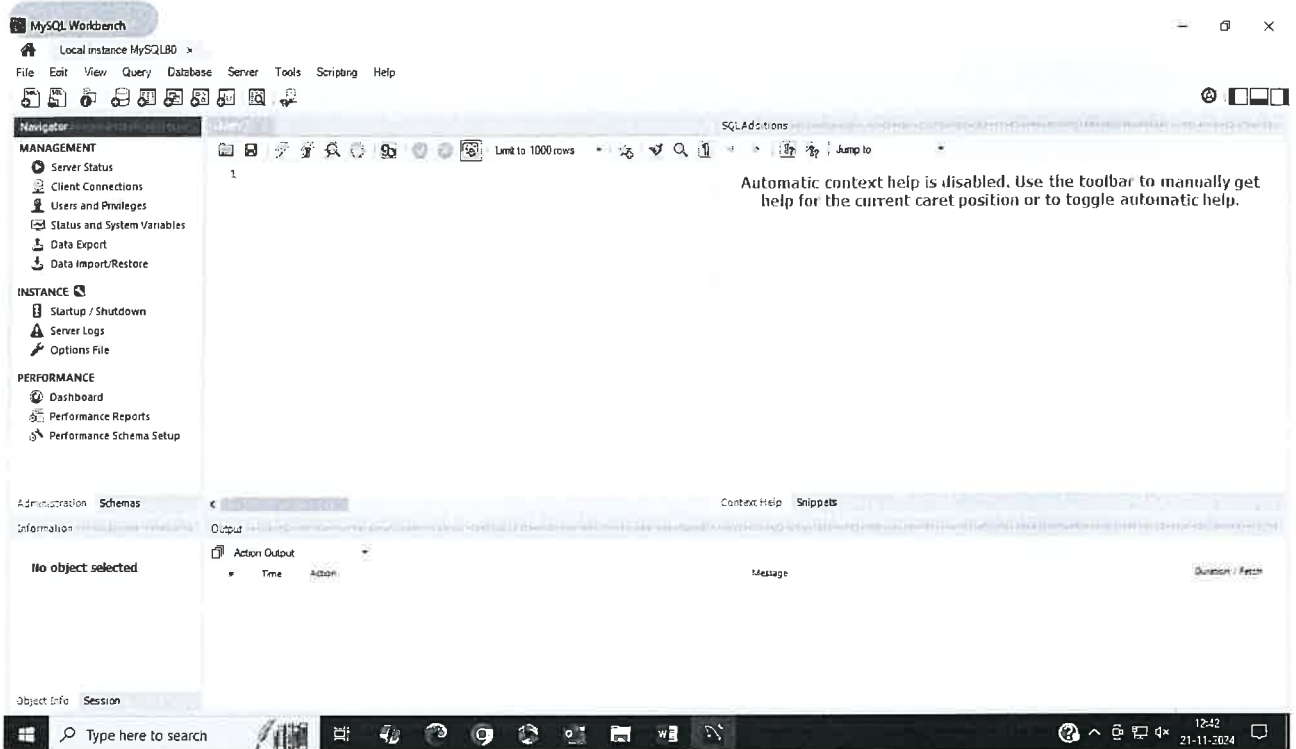 MySQL Workbench
Local instance MySQL80 ×
File Edit View Query Database Server Tools Scripting Help
Navigator
SQLAdditions
MANAGEMENT
Server Status
Client Connections
Users and Privileges
Status and System Variables
Data Export
Data Import/Restore
INSTANCE
Startup / Shutdown
Server Logs
Options File
PERFORMANCE
Dashboard
Performance Reports
Performance Schema Setup
Limit to 1000 rows
Jump to
1
Automatic context help is disabled. Use the toolbar to manually get
help for the current caret position or to toggle automatic help.
Administration Schemas
Context Help Snippets
Information
Output
No object selected
Action Output
# Time Action Message Duration / Fetch
Object Info Session
Type here to search
12:42
21-11-2024